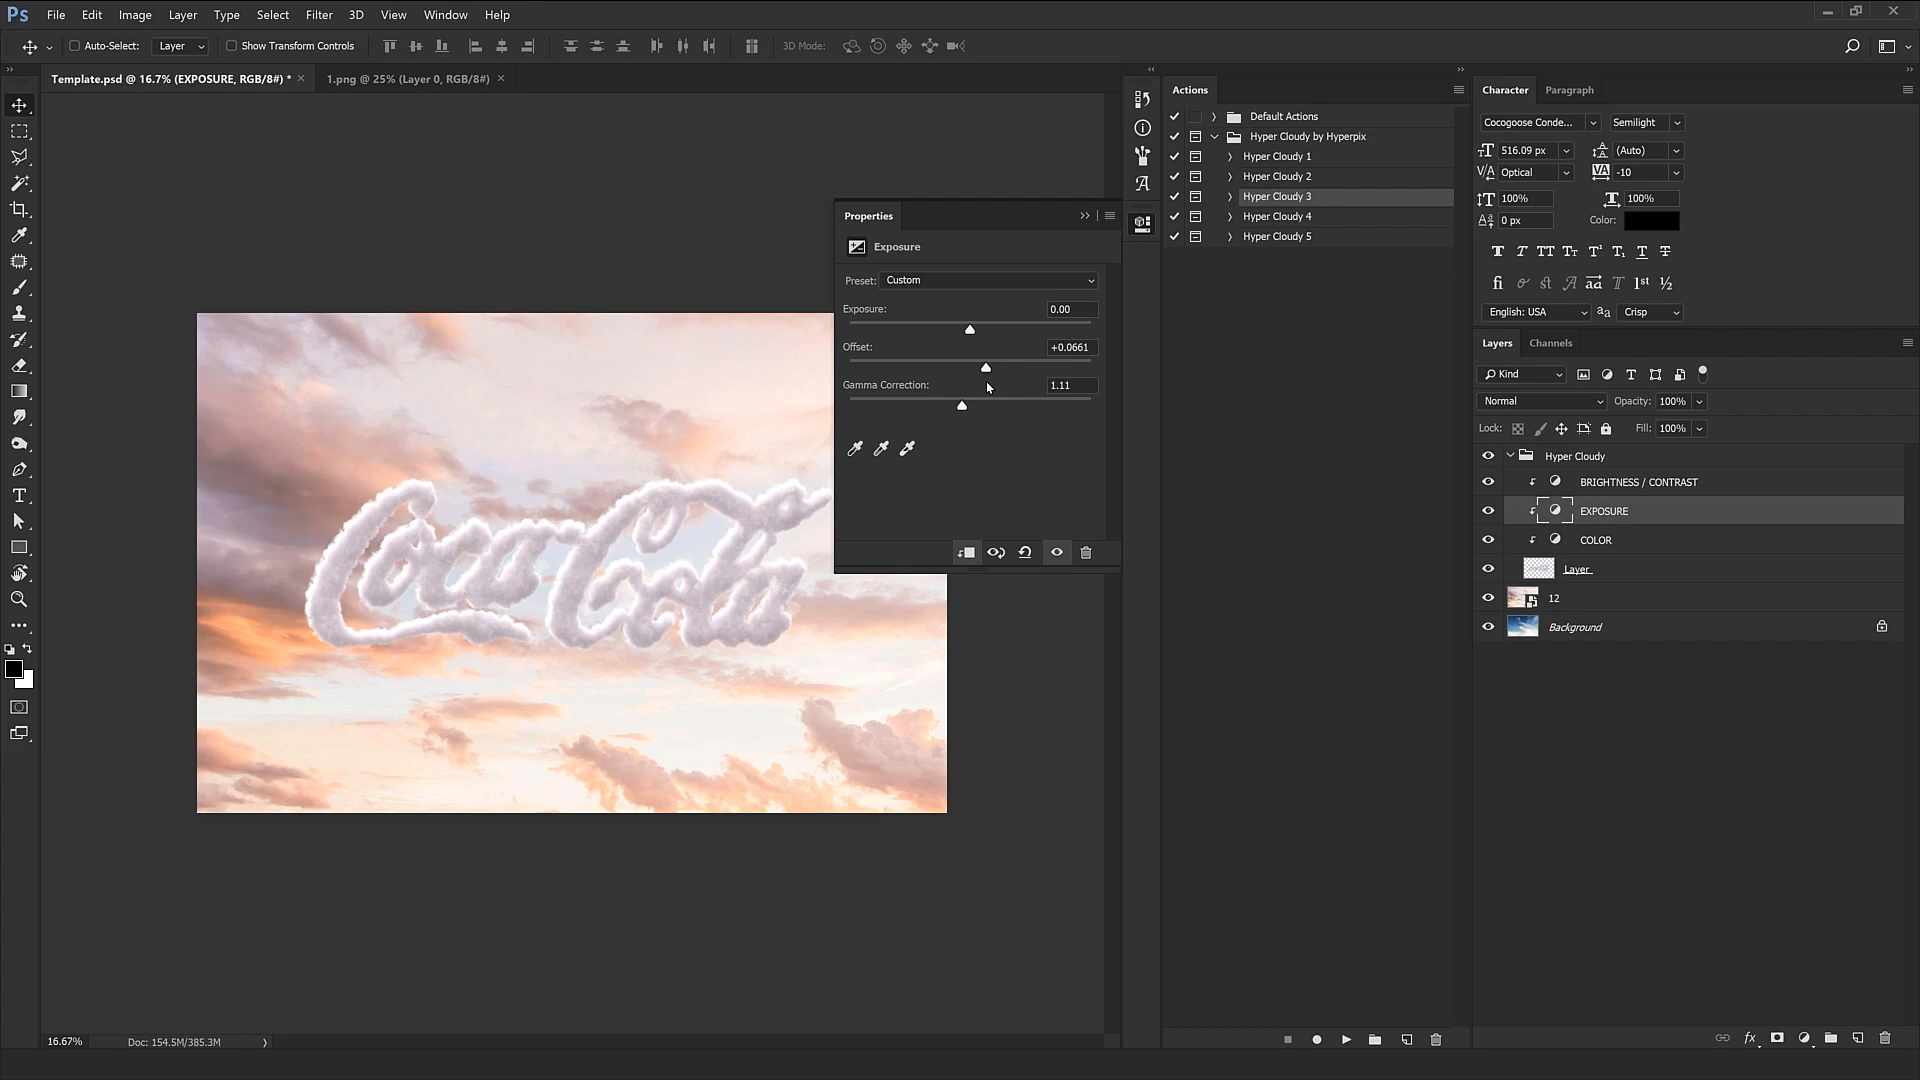 Ps File Edit Image Layer Type Select Filter 3D View Window Help
Auto-Select: Layer Show Transform Controls 3D Mode:
Template.psd @ 16.7% (EXPOSURE, RGB/8#) * × 1.png @ 25% (Layer 0, RGB/8#) ×
Actions
Default Actions
Hyper Cloudy by Hyperpix
Hyper Cloudy 1
Hyper Cloudy 2
Hyper Cloudy 3
Hyper Cloudy 4
Hyper Cloudy 5
Properties
Exposure
Preset: Custom
Exposure: 0.00
Offset: +0.0661
Gamma Correction: 1.11
Coca Cola
Character Paragraph
Cocogoose Conde... Semilight
516.09 px (Auto)
Optical -10
100% 100%
0 px Color:
English: USA Crisp
Layers Channels
Kind
Normal Opacity: 100%
Lock: Fill: 100%
Hyper Cloudy
BRIGHTNESS / CONTRAST
EXPOSURE
COLOR
Layer
12
Background
16.67% Doc: 154.5M/385.3M